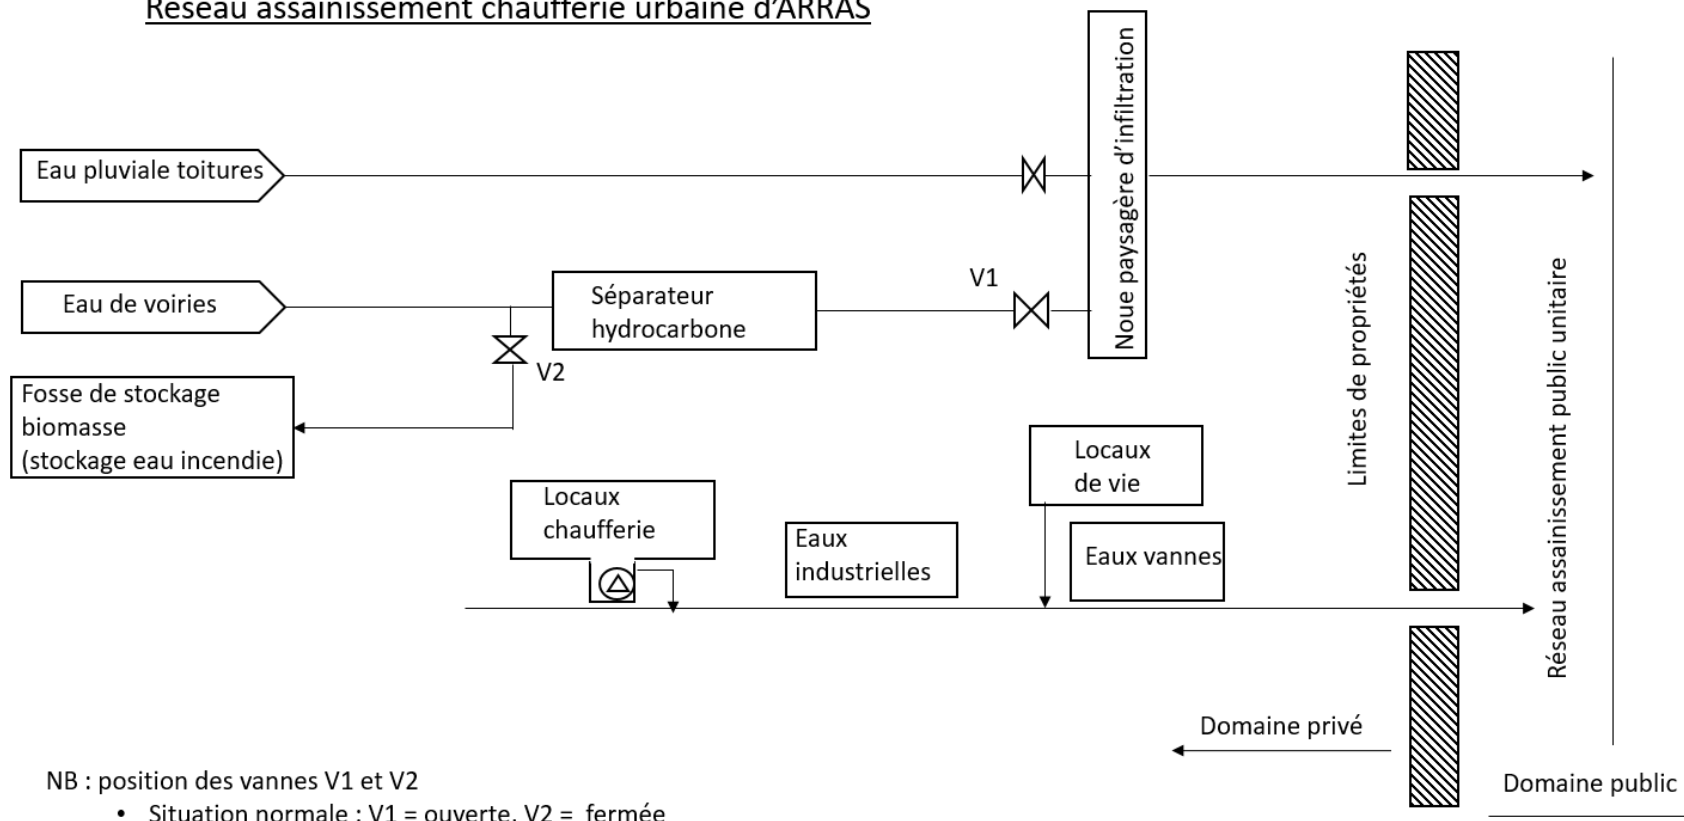 Réseau assainissement chaufferie urbaine d'ARRAS
Noue paysagère d'infiltration
Eau pluviale toitures
Eau de voiries
Séparateur
hydrocarbone
V1
V2
Fosse de stockage
biomasse
(stockage eau incendie)
Locaux
chaufferie
Eaux
industrielles
Locaux
de vie
Eaux vannes
Limites de propriétés
Réseau assainissement public unitaire
Domaine privé
Domaine public
NB : position des vannes V1 et V2
• Situation normale : V1 = ouverte, V2 = fermée